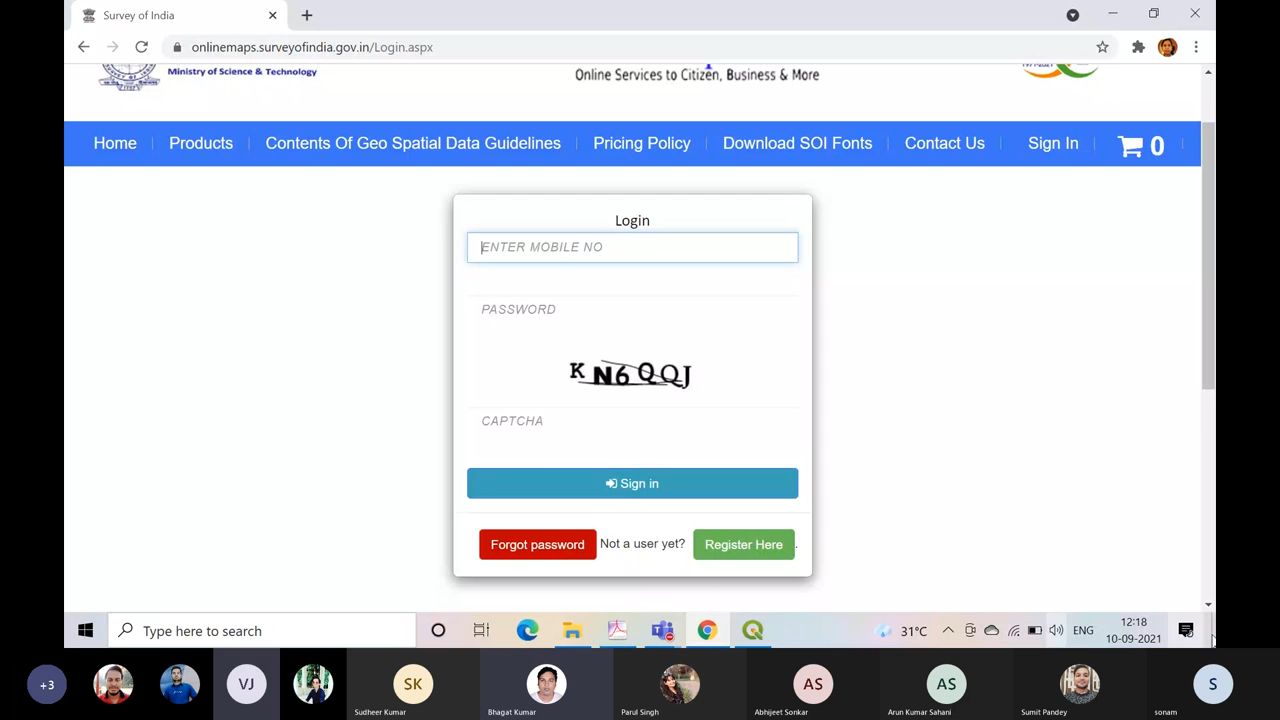 Survey of India
onlinemaps.surveyofindia.gov.in/Login.aspx
Ministry of Science & Technology
Online Services to Citizen, Business & More
Home
Products
Contents Of Geo Spatial Data Guidelines
Pricing Policy
Download SOI Fonts
Contact Us
Sign In
0
Login
ENTER MOBILE NO
PASSWORD
K N6QQJ
CAPTCHA
Sign in
Forgot password Not a user yet? Register Here.
Type here to search
31°C
ENG
12:18
10-09-2021
+3
VJ
SK
AS
AS
S
Sudheer Kumar
Bhagat Kumar
Parul Singh
Abhijeet Sonkar
Arun Kumar Sahani
Sumit Pandey
sonam